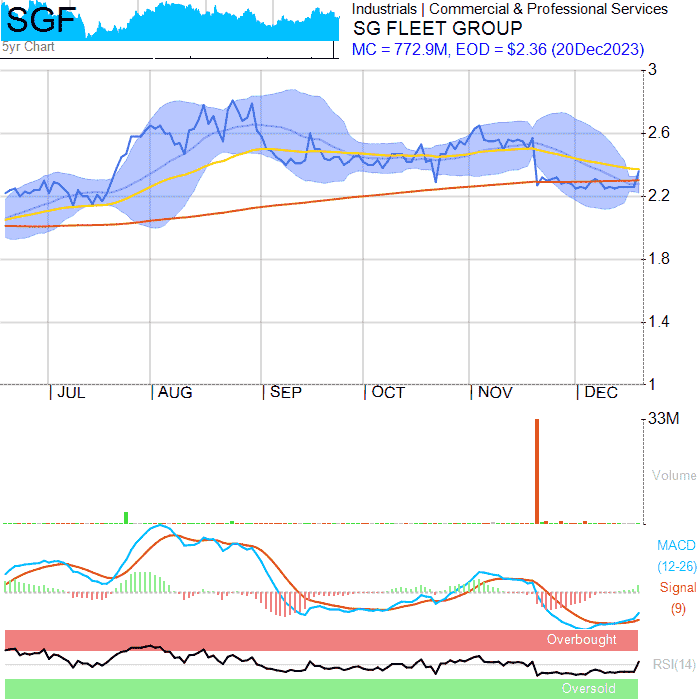 SGF
5yr Chart
Industrials | Commercial & Professional Services
SG FLEET GROUP
MC = 772.9M, EOD = $2.36 (20Dec2023)
3
2.6
2.2
1.8
1.4
1
JUL
AUG
SEP
OCT
NOV
DEC
33M
Volume
MACD
(12-26)
Signal
(9)
Overbought
RSI(14)
Oversold